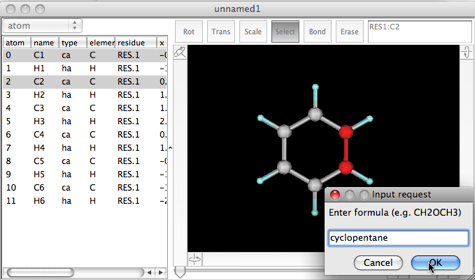 unnamed1
atom
Rot Trans Scale Select Bond Erase RES1:C2
atom name type elemer residue x
0 C1 ca C RES.1 -0
1 H1 ha H RES.1 -1
2 C2 ca C RES.1 0.
3 H2 ha H RES.1 -
4 C3 ca C RES.1 1.
5 H3 ha H RES.1 2.
6 C4 ca C RES.1 0.
7 H4 ha H RES.1 1.
8 C5 ca C RES.1 -0
9 H5 ha H RES.1 -1
10 C6 ca C RES.1 -1
11 H6 ha H RES.1 -2
Input request
Enter formula (e.g. CH2OCH3)
cyclopentane
Cancel OK